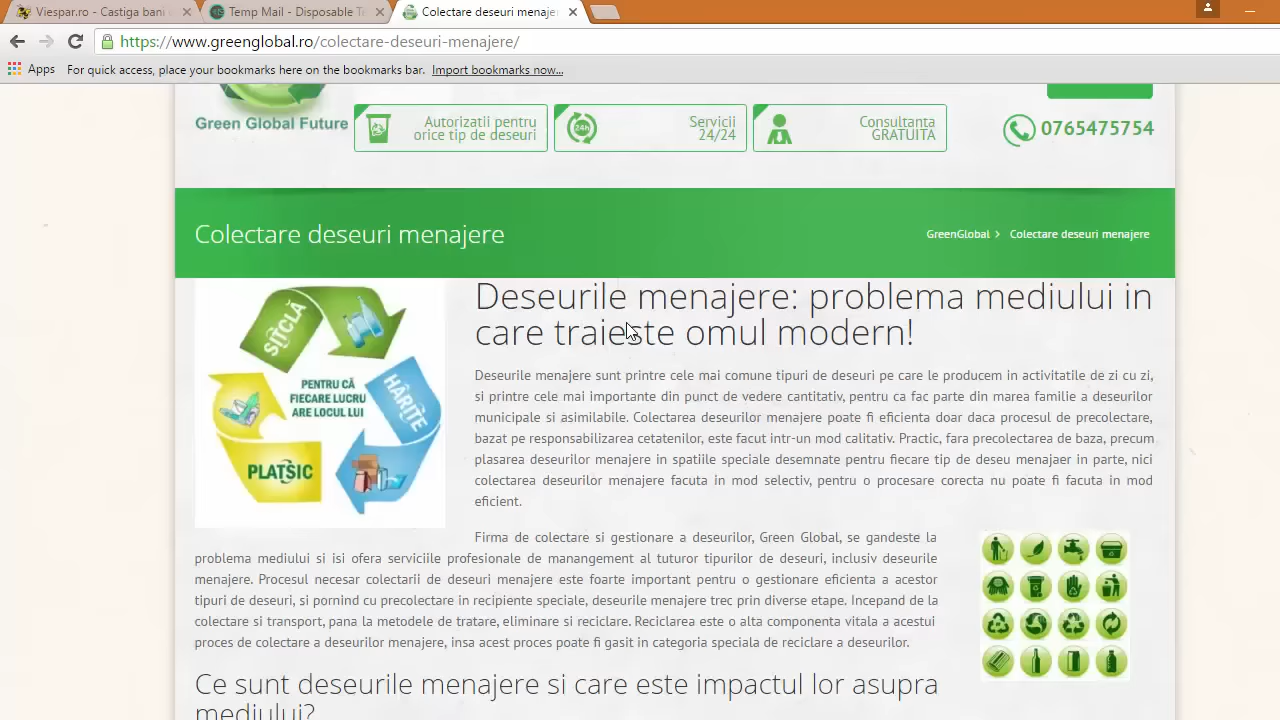 Viespar.ro - Castiga bani
Temp Mail - Disposable Te
Colectare deseuri menajer
https://www.greenglobal.ro/colectare-deseuri-menajere/
Apps For quick access, place your bookmarks here on the bookmarks bar. Import bookmarks now...
Green Global Future
Autorizatii pentru
orice tip de deseuri
24h
Servicii
24/24
Consultanta
GRATUITA
0765475754
Colectare deseuri menajere
GreenGlobal > Colectare deseuri menajere
SITCLĂ
HÂRITE
PLATSIC
PENTRU CĂ
FIECARE LUCRU
ARE LOCUL LUI
Deseurile menajere: problema mediului in
care traieste omul modern!
Deseurile menajere sunt printre cele mai comune tipuri de deseuri pe care le producem in activitatile de zi cu zi,
si printre cele mai importante din punct de vedere cantitativ, pentru ca fac parte din marea familie a deseurilor
municipale si asimilabile. Colectarea deseurilor menajere poate fi eficienta doar daca procesul de precolectare,
bazat pe responsabilizarea cetatenilor, este facut intr-un mod calitativ. Practic, fara precolectarea de baza, precum
plasarea deseurilor menajere in spatiile speciale desemnate pentru fiecare tip de deseu menajaer in parte, nici
colectarea deseurilor menajere facuta in mod selectiv, pentru o procesare corecta nu poate fi facuta in mod
eficient.
Firma de colectare si gestionare a deseurilor, Green Global, se gandeste la
problema mediului si isi ofera serviciile profesionale de manangement al tuturor tipurilor de deseuri, inclusiv deseurile
menajere. Procesul necesar colectarii de deseuri menajere este foarte important pentru o gestionare eficienta a acestor
tipuri de deseuri, si pornind cu precolectare in recipiente speciale, deseurile menajere trec prin diverse etape. Incepand de la
colectare si transport, pana la metodele de tratare, eliminare si reciclare. Reciclarea este o alta componenta vitala a acestui
proces de colectare a deseurilor menajere, insa acest proces poate fi gasit in categoria speciala de reciclare a deseurilor.
Ce sunt deseurile menajere si care este impactul lor asupra
mediului?